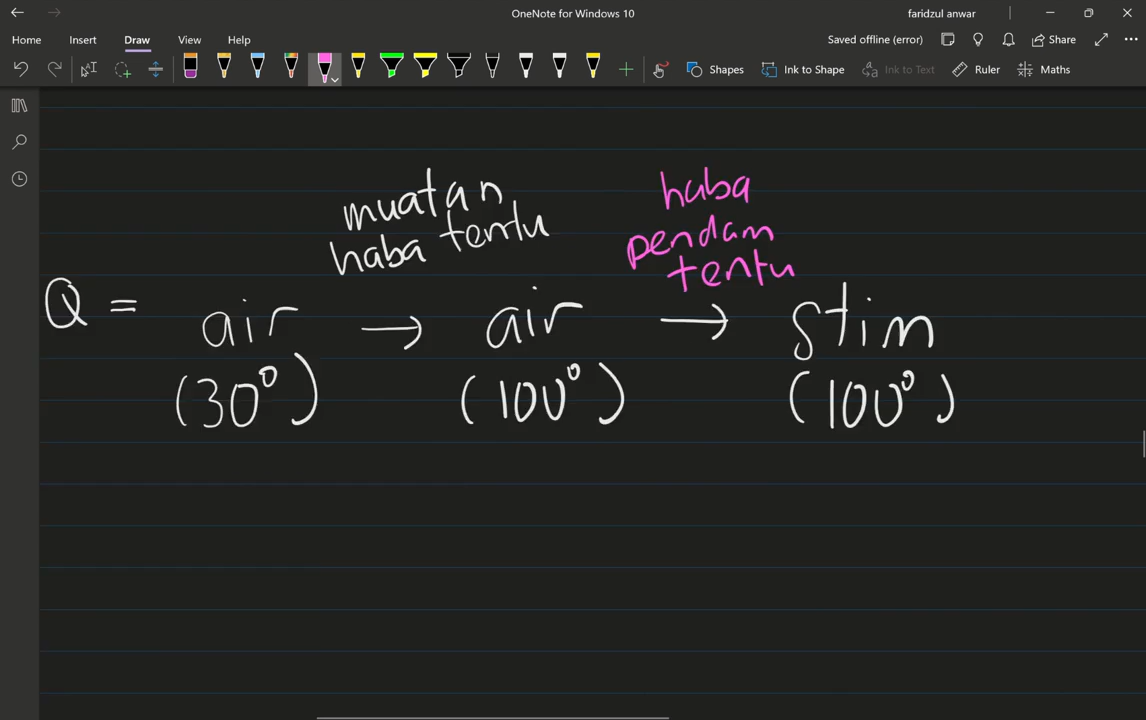 OneNote for Windows 10
faridzul anwar
Home Insert Draw View Help
Saved offline (error)
Share
Shapes
Ink to Shape
Ink to Text
Ruler
Maths
muatan
haba tentu
haba
pendam
tentu
Q = air → air → stim
(30°) (100°) (100°)